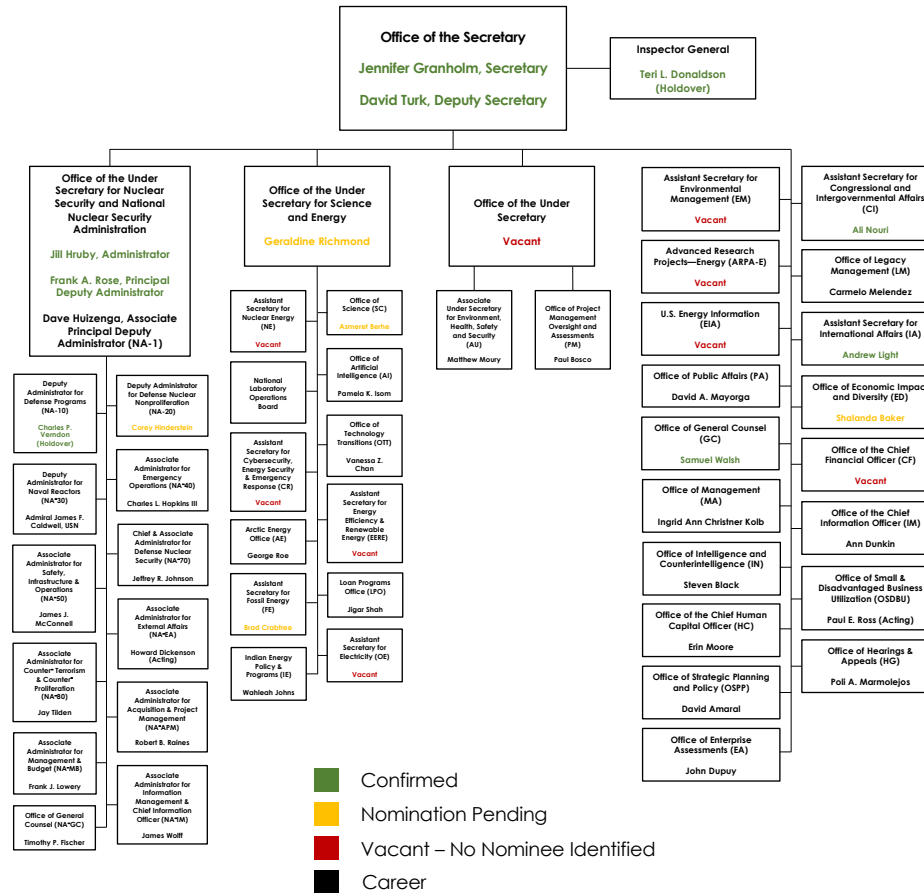 Office of the Secretary
Jennifer Granholm, Secretary
David Turk, Deputy Secretary
Inspector General
Teri L. Donaldson
(Holdover)
Office of the Under
Secretary for Nuclear
Security and National
Nuclear Security
Administration
Jill Hruby, Administrator
Frank A. Rose, Principal
Deputy Administrator
Dave Huizenga, Associate
Principal Deputy
Administrator (NA-1)
Office of the Under
Secretary for Science
and Energy
Geraldine Richmond
Office of the Under
Secretary
Vacant
Deputy
Administrator for
Defense Programs
(NA-10)
Charles P.
Verndon
(Holdover)
Deputy Administrator
for Defense Nuclear
Nonproliferation
(NA-20)
Corey Hinderstein
Deputy
Administrator for
Naval Reactors
(NA-30)
Admiral James F.
Caldwell, USN
Associate
Administrator for
Emergency
Operations (NA-40)
Charles L. Hopkins III
Associate
Administrator for
Safety,
Infrastructure &
Operations
(NA-50)
James J.
McConnell
Chief & Associate
Administrator for
Defense Nuclear
Security (NA-70)
Jeffrey R. Johnson
Associate
Administrator for
External Affairs
(NA-EA)
Howard Dickenson
(Acting)
Associate
Administrator for
Counter-Terrorism
& Counter-
Proliferation
(NA-80)
Jay Tilden
Associate
Administrator for
Acquisition & Project
Management
(NA-APM)
Robert B. Raines
Associate
Administrator for
Management &
Budget (NA-MB)
Frank J. Lowery
Associate
Administrator for
Information
Management &
Chief Information
Officer (NA-IM)
James Wolff
Office of General
Counsel (NA-GC)
Timothy P. Fischer
Assistant
Secretary for
Nuclear Energy
(NE)
Vacant
Office of
Science (SC)
Asmeret Berhe
National
Laboratory
Operations
Board
Office of
Artificial
Intelligence (AI)
Pamela K. Isom
Assistant
Secretary for
Cybersecurity,
Energy Security
& Emergency
Response (CR)
Vacant
Office of
Technology
Transitions (OTT)
Vanessa Z.
Chan
Arctic Energy
Office (AE)
George Roe
Assistant
Secretary for
Energy
Efficiency &
Renewable
Energy (EERE)
Vacant
Assistant
Secretary for
Fossil Energy
(FE)
Brad Crabtree
Loan Programs
Office (LPO)
Jigar Shah
Indian Energy
Policy &
Programs (IE)
Wahleah Johns
Assistant
Secretary for
Electricity (OE)
Vacant
Associate
Under Secretary
for Environment,
Health, Safety
and Security
(AU)
Matthew Moury
Office of Project
Management
Oversight and
Assessments
(PM)
Paul Bosco
Assistant Secretary for
Environmental
Management (EM)
Vacant
Advanced Research
Projects—Energy (ARPA-E)
Vacant
U.S. Energy Information
(EIA)
Vacant
Office of Public Affairs (PA)
David A. Mayorga
Office of General Counsel
(GC)
Samuel Walsh
Office of Management
(MA)
Ingrid Ann Christner Kolb
Office of Intelligence and
Counterintelligence (IN)
Steven Black
Office of the Chief Human
Capital Officer (HC)
Erin Moore
Office of Strategic Planning
and Policy (OSPP)
David Amaral
Office of Enterprise
Assessments (EA)
John Dupuy
Assistant Secretary for
Congressional and
Intergovernmental Affairs
(CI)
Ali Nouri
Office of Legacy
Management (LM)
Carmelo Melendez
Assistant Secretary for
International Affairs (IA)
Andrew Light
Office of Economic Impact
and Diversity (ED)
Shalanda Baker
Office of the Chief
Financial Officer (CF)
Vacant
Office of the Chief
Information Officer (IM)
Ann Dunkin
Office of Small &
Disadvantaged Business
Utilization (OSDBU)
Paul E. Ross (Acting)
Office of Hearings &
Appeals (HG)
Poli A. Marmolejos
Confirmed
Nomination Pending
Vacant – No Nominee Identified
Career